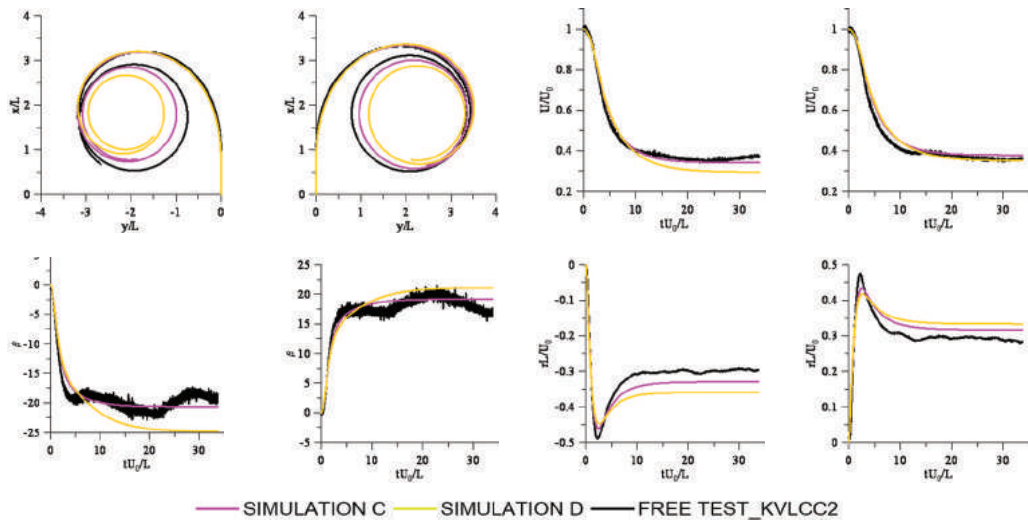 4
3
2
1
0
x/L
-4 -3 -2 -1 0
y/L
4
3
2
1
0
x/L
0 1 2 3 4
y/L
1
0.8
0.6
0.4
0.2
U/U0
0 10 20 30
tU0/L
1
0.8
0.6
0.4
0.2
U/U0
0 10 20 30
tU0/L
5
0
-5
-10
-15
-20
-25
β
0 10 20 30
tU0/L
25
20
15
10
5
0
-5
β
0 10 20 30
tU0/L
0
-0.1
-0.2
-0.3
-0.4
-0.5
rL/U0
0 10 20 30
tU0/L
0.5
0.4
0.3
0.2
0.1
0
rL/U0
0 10 20 30
tU0/L
SIMULATION C SIMULATION D FREE TEST_KVLCC2